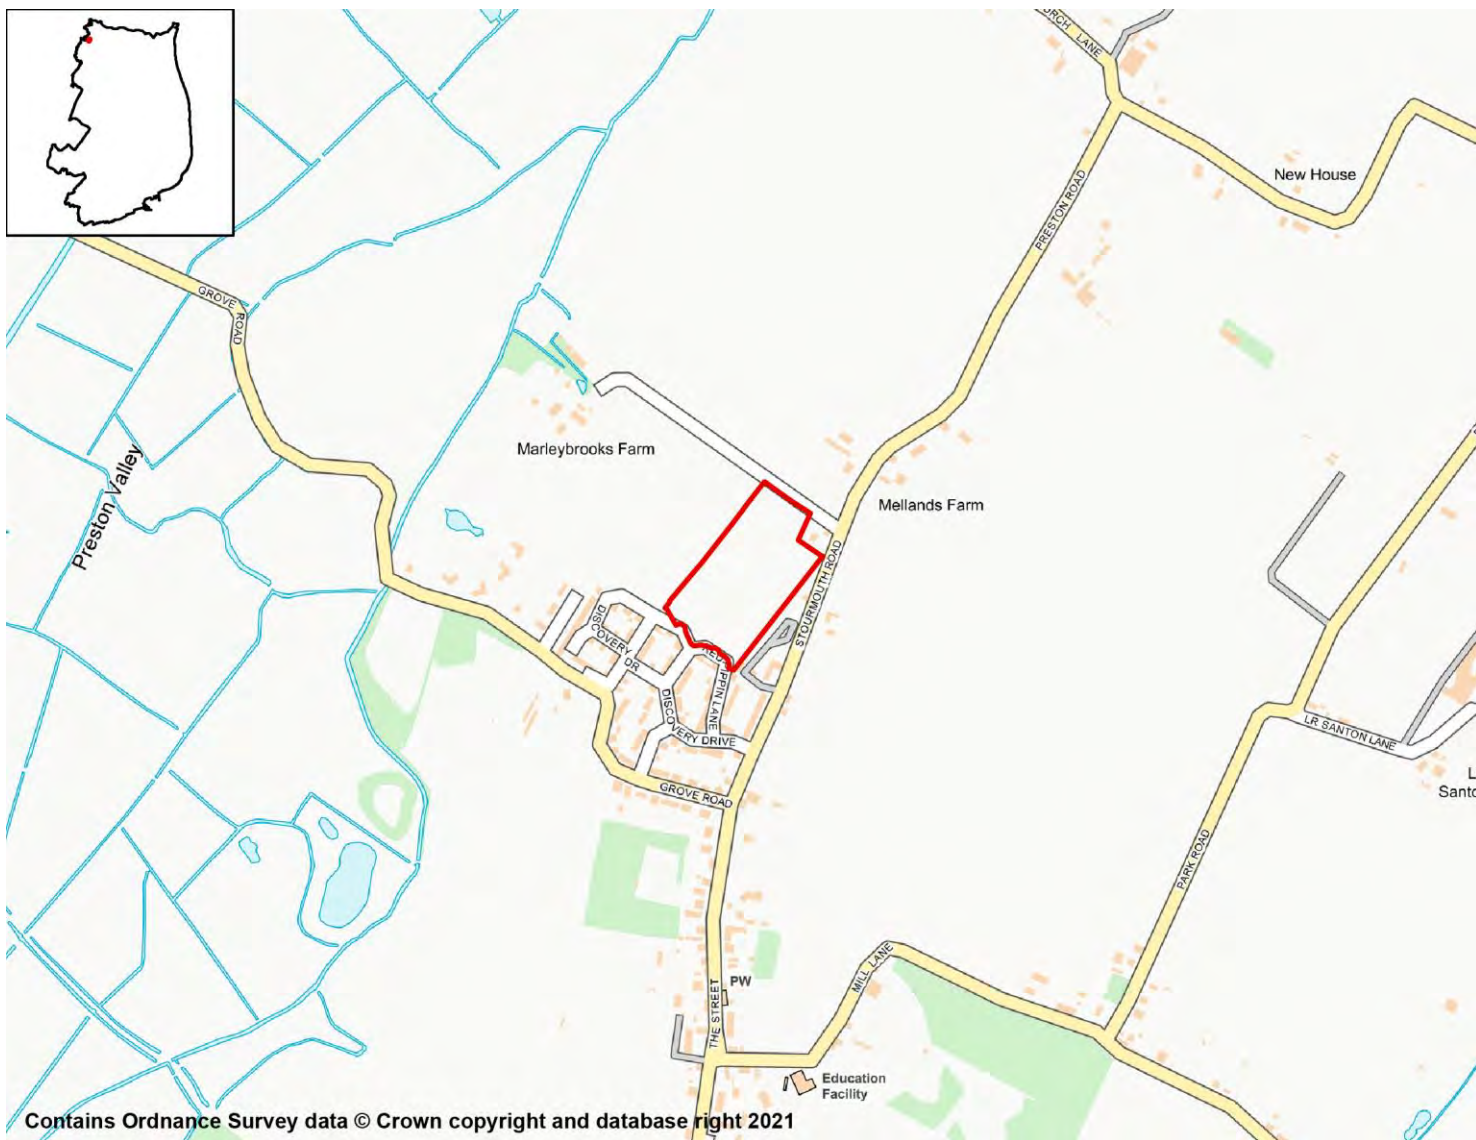 URCH LANE
New House
PRESTON ROAD
GROVE
ROAD
Marleybrooks Farm
Preston Valley
Mellands Farm
STOURMOUTH ROAD
DISCOVERY DR
PIPPIN LANE
DISCOVERY DRIVE
GROVE ROAD
LR SANTON LANE
L
Santo
PARK ROAD
MILL LANE
PW
THE STREET
Education
Facility
Contains Ordnance Survey data © Crown copyright and database right 2021